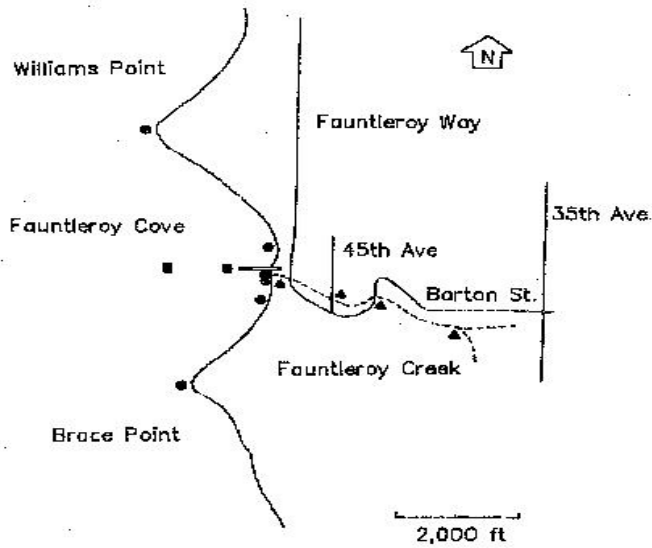 Williams Point
N
Fauntleroy Way
Fauntleroy Cove
35th Ave.
45th Ave
Barton St.
Fauntleroy Creek
Brace Point
2,000 ft